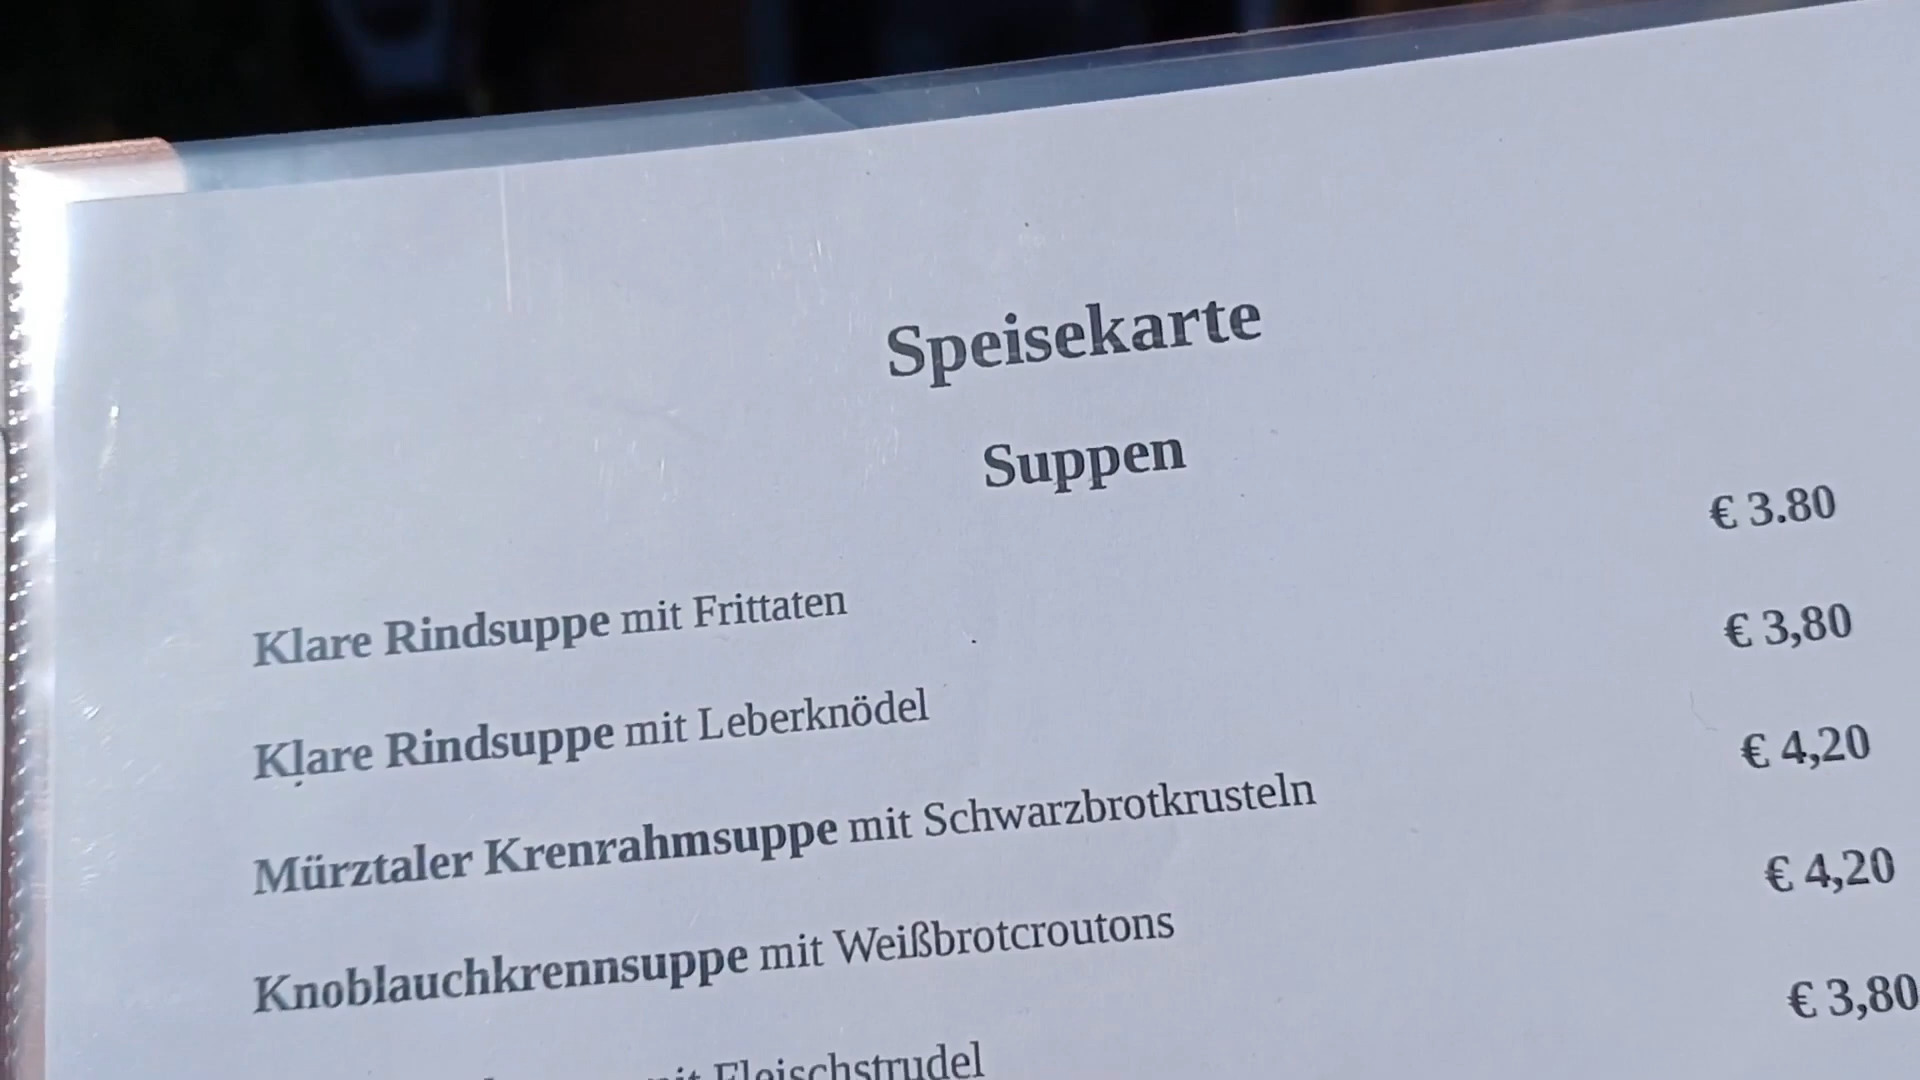 Speisekarte
Suppen
Klare Rindsuppe mit Frittaten € 3.80
Klare Rindsuppe mit Leberknödel € 3,80
Mürztaler Krenrahmsuppe mit Schwarzbrotkrusteln € 4,20
Knoblauchkrennsuppe mit Weißbrotcroutons € 4,20
mit Fleischstrudel € 3,80